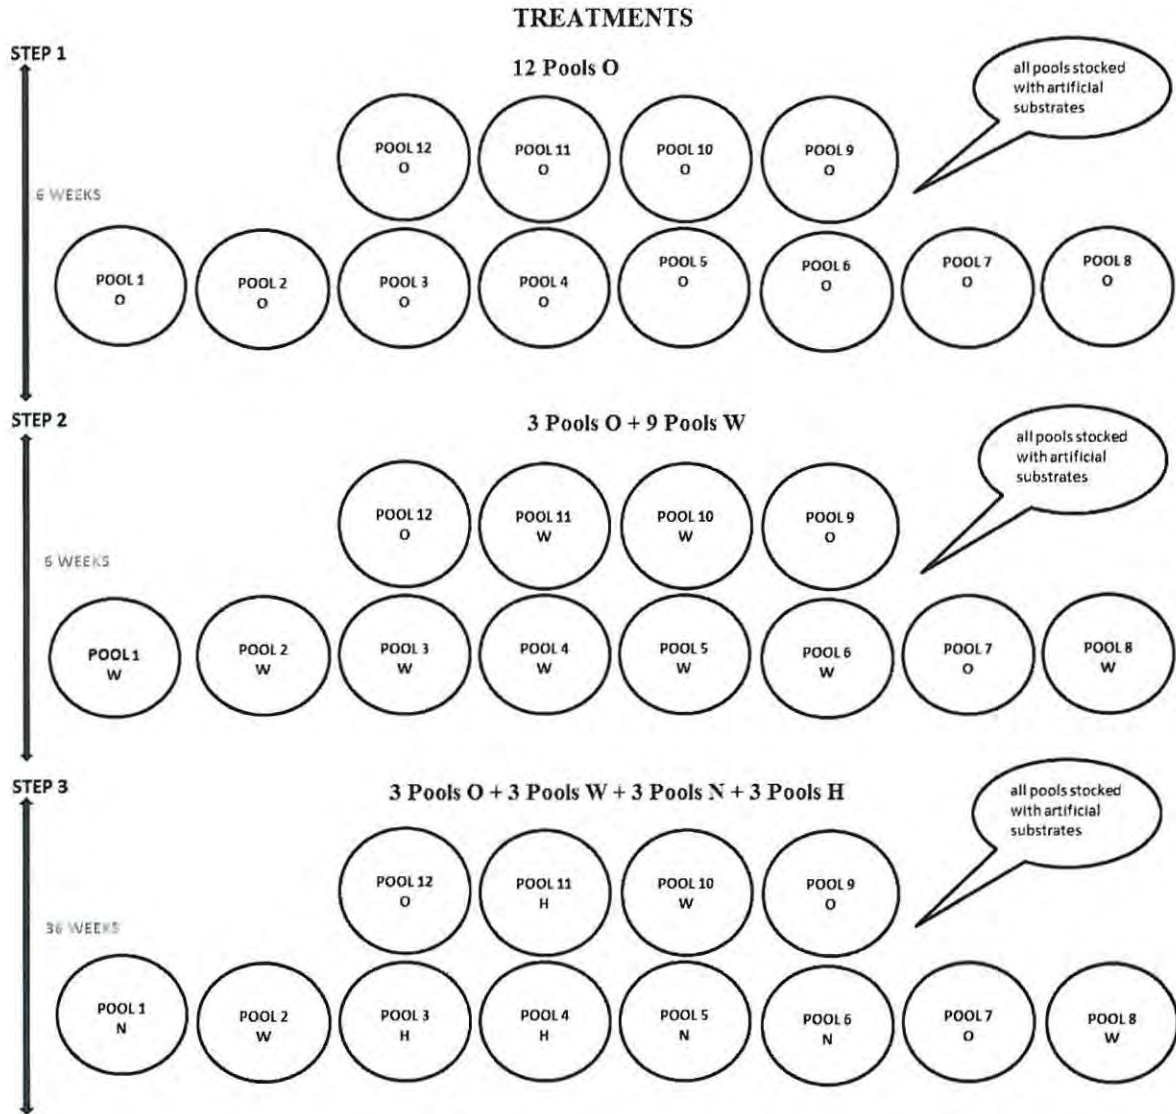 TREATMENTS
STEP 1
12 Pools O
all pools stocked
with artificial
substrates
POOL 12
O
POOL 11
O
POOL 10
O
POOL 9
O
6 WEEKS
POOL 1
O
POOL 2
O
POOL 3
O
POOL 4
O
POOL 5
O
POOL 6
O
POOL 7
O
POOL 8
O
STEP 2
3 Pools O + 9 Pools W
all pools stocked
with artificial
substrates
POOL 12
O
POOL 11
W
POOL 10
W
POOL 9
O
6 WEEKS
POOL 1
W
POOL 2
W
POOL 3
W
POOL 4
W
POOL 5
W
POOL 6
W
POOL 7
O
POOL 8
W
STEP 3
3 Pools O + 3 Pools W + 3 Pools N + 3 Pools H
all pools stocked
with artificial
substrates
POOL 12
O
POOL 11
H
POOL 10
W
POOL 9
O
36 WEEKS
POOL 1
N
POOL 2
W
POOL 3
H
POOL 4
H
POOL 5
N
POOL 6
N
POOL 7
O
POOL 8
W